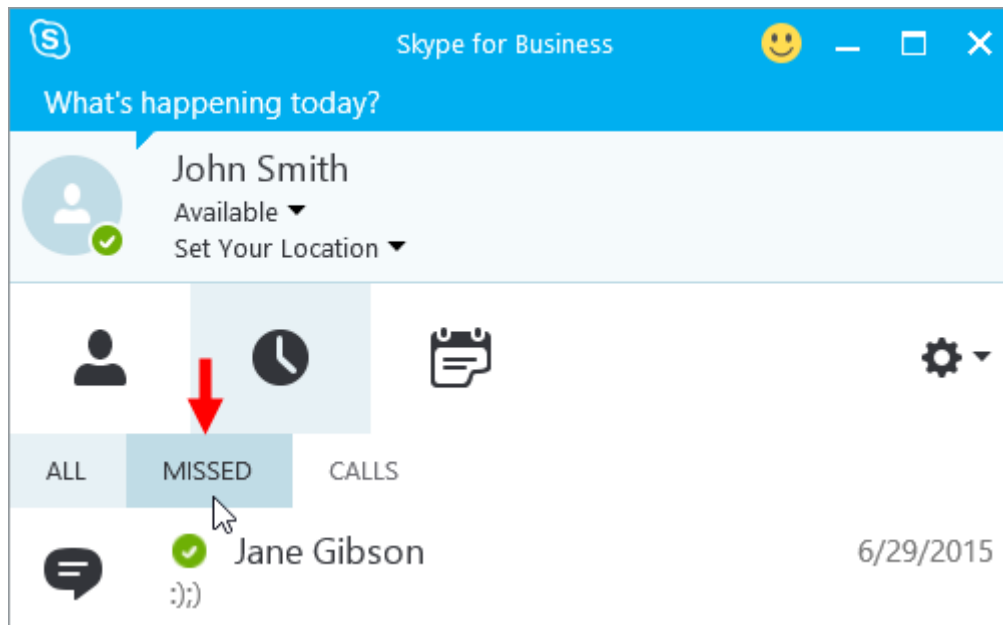 Skype for Business
What's happening today?
John Smith
Available
Set Your Location
ALL MISSED CALLS
Jane Gibson 6/29/2015
:);)